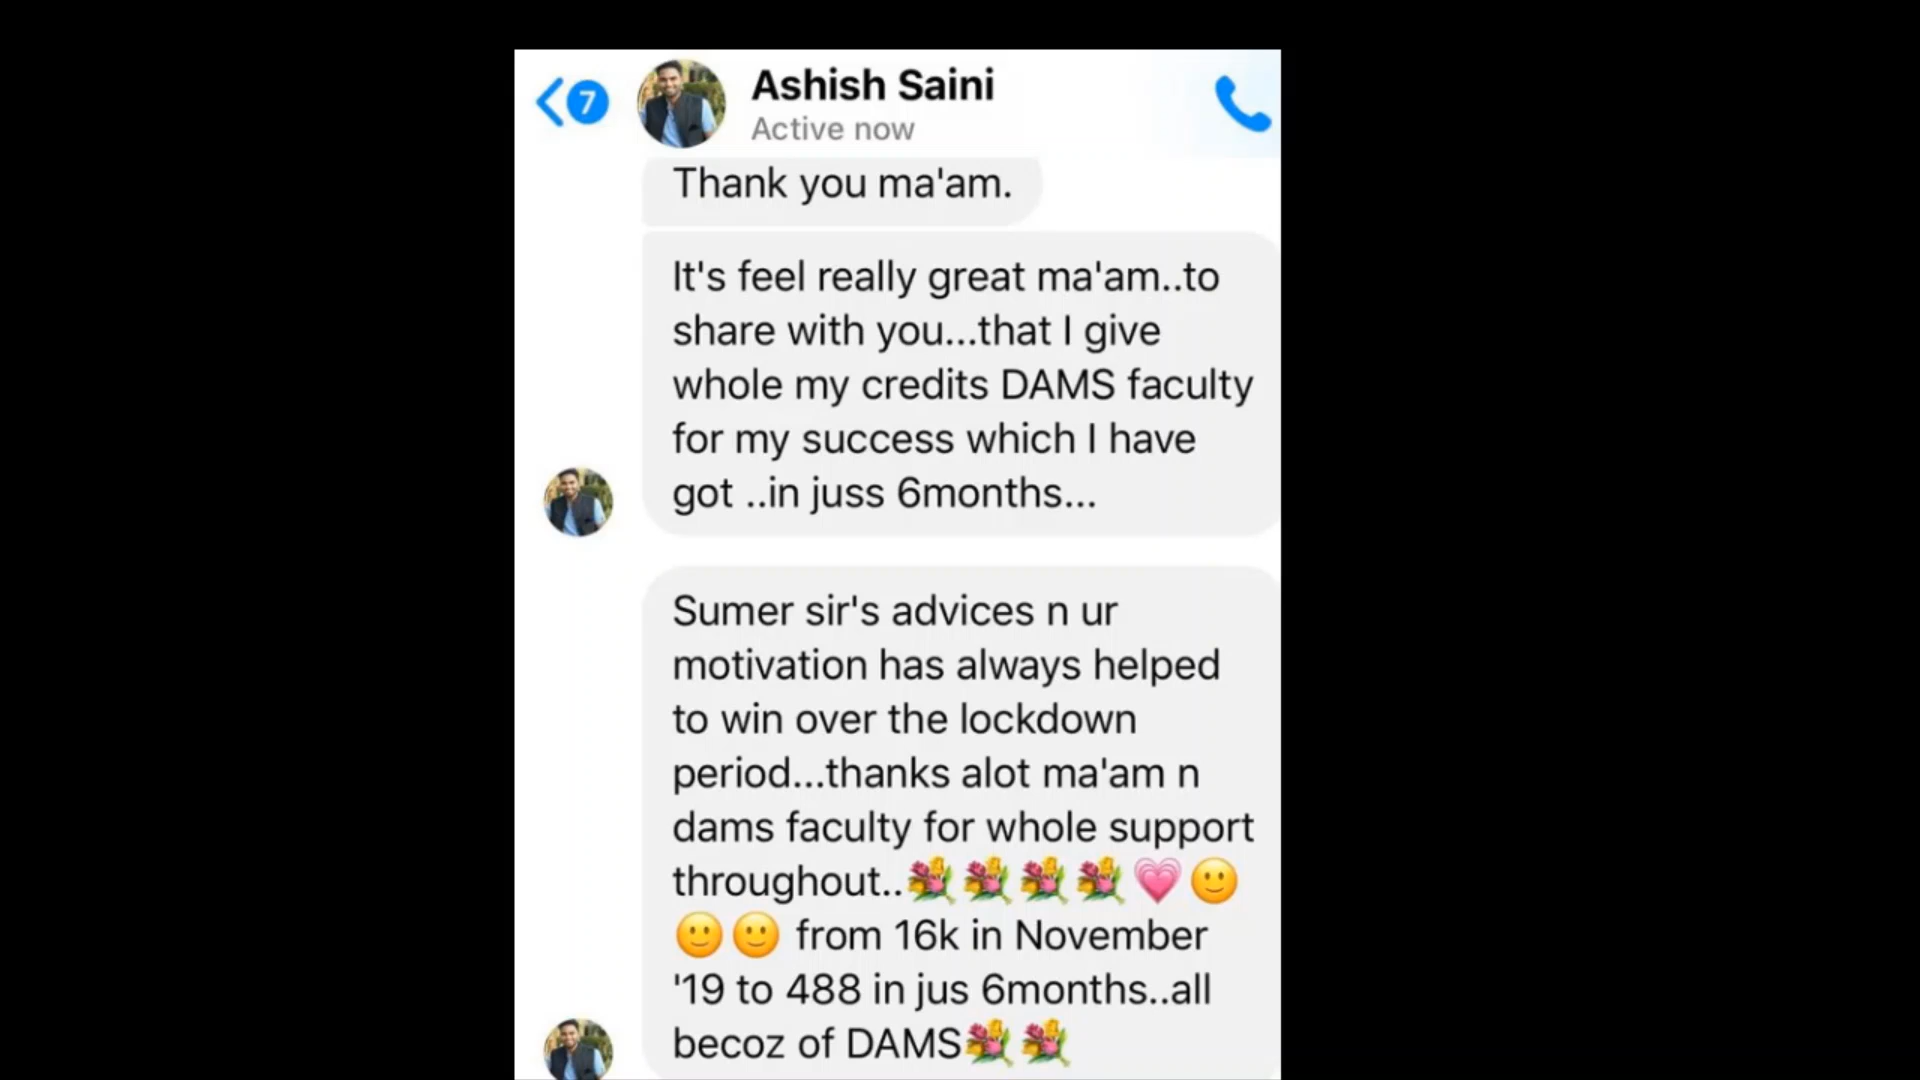 7
Ashish Saini
Active now
Thank you ma'am.
It's feel really great ma'am..to
share with you...that I give
whole my credits DAMS faculty
for my success which I have
got ..in juss 6months...
Sumer sir's advices n ur
motivation has always helped
to win over the lockdown
period...thanks alot ma'am n
dams faculty for whole support
throughout..💐💐💐💐💗🙂
🙂🙂 from 16k in November
'19 to 488 in jus 6months..all
becoz of DAMS💐💐